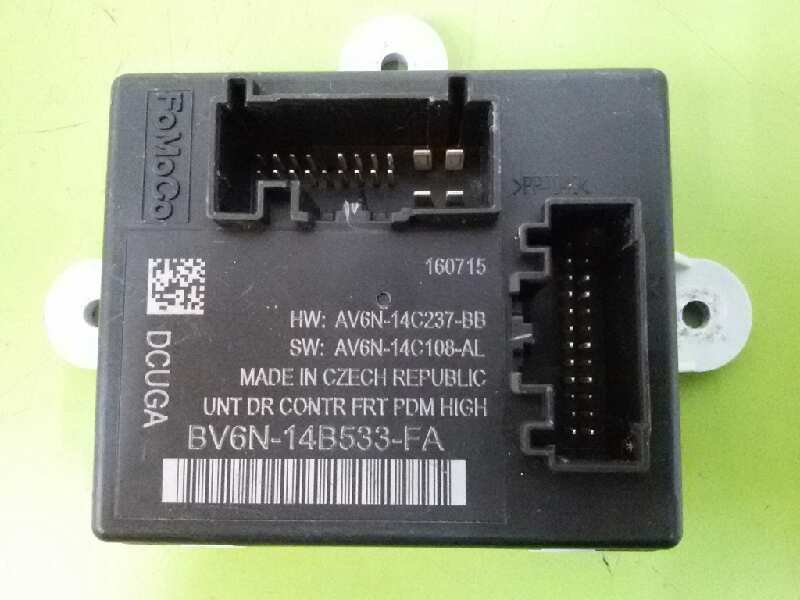 FoMoCo
160715
HW: AV6N-14C237-BB
SW: AV6N-14C108-AL
MADE IN CZECH REPUBLIC
UNT DR CONTR FRT PDM HIGH
BV6N-14B533-FA
DCUGA